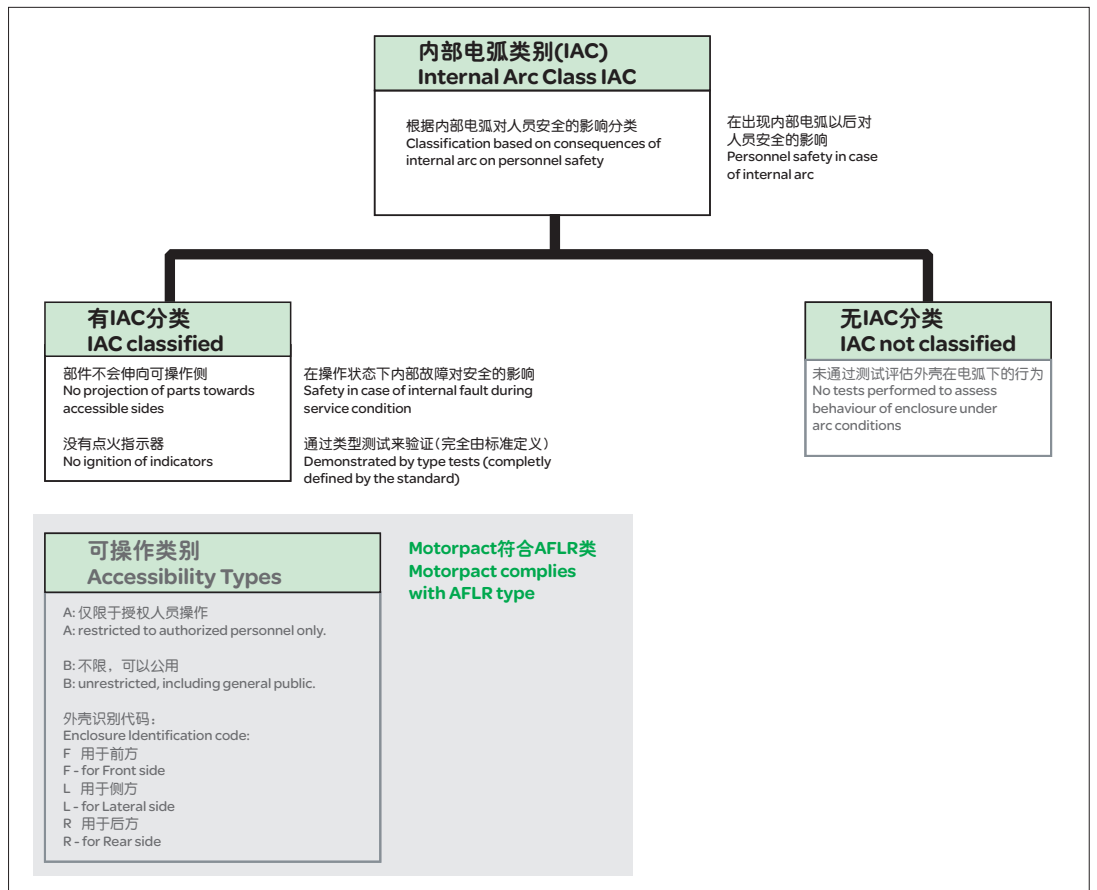 内部电弧类别(IAC)
Internal Arc Class IAC
根据内部电弧对人员安全的影响分类
Classification based on consequences of
internal arc on personnel safety
在出现内部电弧以后对
人员安全的影响
Personnel safety in case
of internal arc
有IAC分类
IAC classified
部件不会伸向可操作侧
No projection of parts towards
accessible sides
没有点火指示器
No ignition of indicators
在操作状态下内部故障对安全的影响
Safety in case of internal fault during
service condition
通过类型测试来验证(完全由标准定义)
Demonstrated by type tests (completly
defined by the standard)
无IAC分类
IAC not classified
未通过测试评估外壳在电弧下的行为
No tests performed to assess
behaviour of enclosure under
arc conditions
可操作类别
Accessibility Types
A: 仅限于授权人员操作
A: restricted to authorized personnel only.
B: 不限，可以公用
B: unrestricted, including general public.
外壳识别代码：
Enclosure Identification code:
F 用于前方
F - for Front side
L 用于侧方
L - for Lateral side
R 用于后方
R - for Rear side
Motorpact符合AFLR类
Motorpact complies
with AFLR type